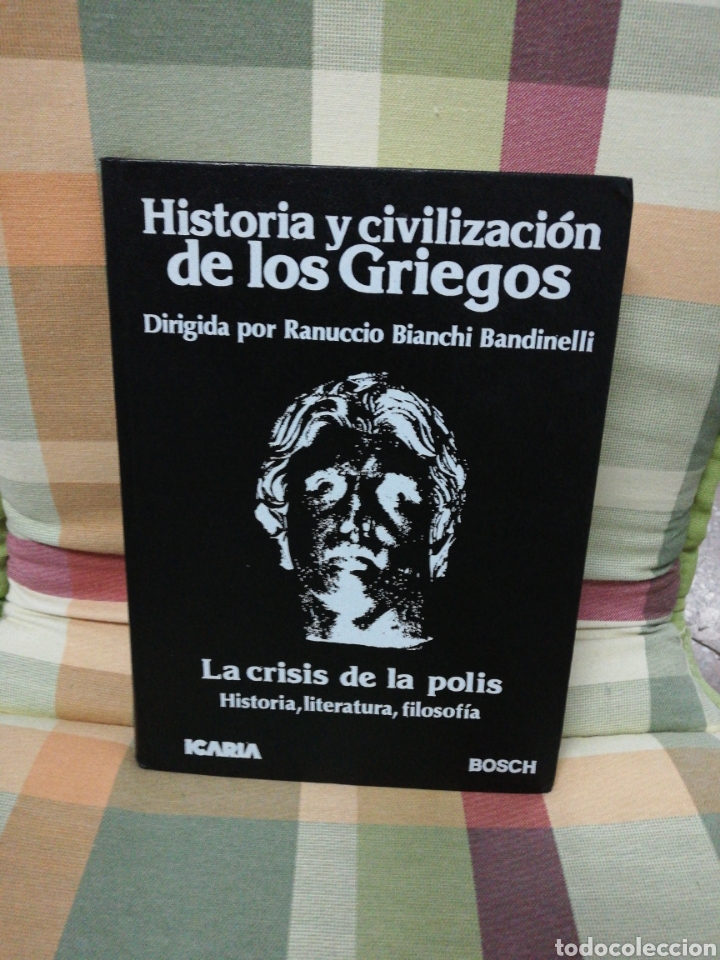 Historia y civilización
de los Griegos
Dirigida por Ranuccio Bianchi Bandinelli
La crisis de la polis
Historia, literatura, filosofía
ICARIA
BOSCH
todocoleccion